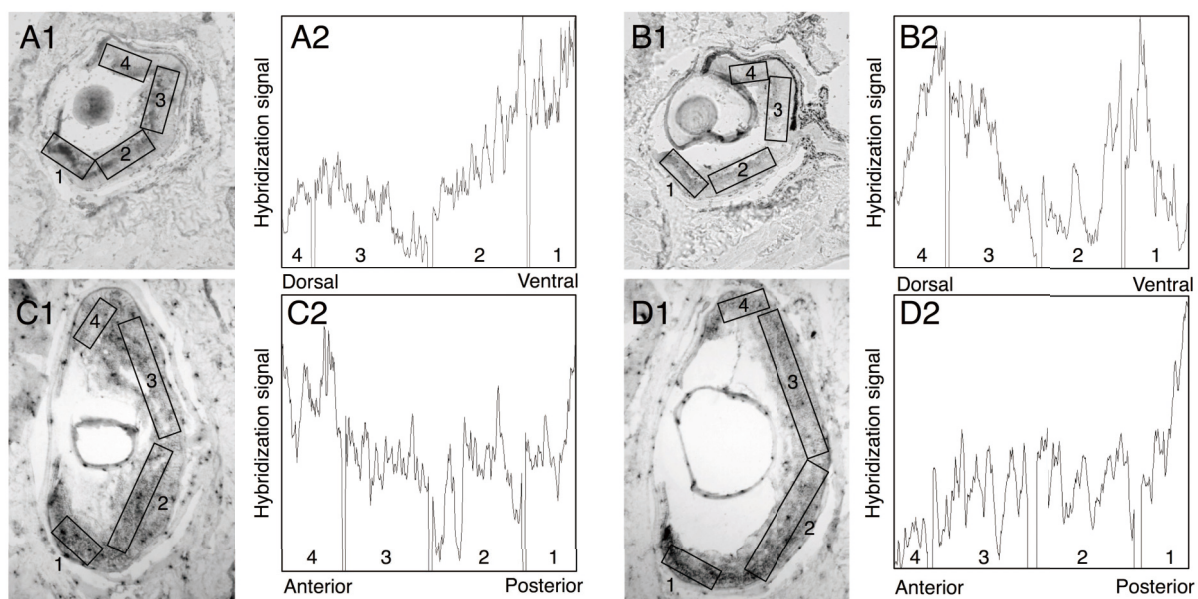 A1
4
3
2
1
A2
Hybridization signal
4 3 2 1
Dorsal Ventral
B1
4
3
2
1
B2
Hybridization signal
4 3 2 1
Dorsal Ventral
C1
4
3
2
1
C2
Hybridization signal
4 3 2 1
Anterior Posterior
D1
4
3
2
1
D2
Hybridization signal
4 3 2 1
Anterior Posterior